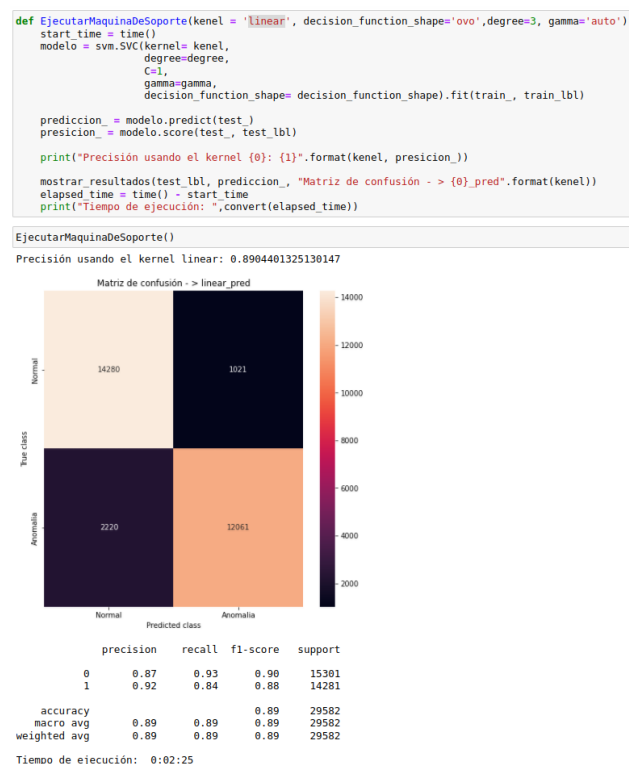 def EjecutarMaquinaDeSoporte(kenel = 'linear', decision_function_shape='ovo',degree=3, gamma='auto')
    start_time = time()
    modelo = svm.SVC(kernel= kenel,
                     degree=degree,
                     C=1,
                     gamma=gamma,
                     decision_function_shape= decision_function_shape).fit(train_, train_lbl)
    prediccion_ = modelo.predict(test_)
    presicion_ = modelo.score(test_, test_lbl)
    print("Precisión usando el kernel {0}: {1}".format(kenel, presicion_))
    mostrar_resultados(test_lbl, prediccion_, "Matriz de confusión - > {0}_pred".format(kenel))
    elapsed_time = time() - start_time
    print("Tiempo de ejecución: ",convert(elapsed_time))
EjecutarMaquinaDeSoporte()
Precisión usando el kernel linear: 0.8904401325130147
Matriz de confusión - > linear_pred
14000
12000
10000
8000
6000
4000
2000
True class
Normal
14280 1021
Anomalia
2220 12061
Normal Anomalia
Predicted class
precision recall f1-score support
0 0.87 0.93 0.90 15301
1 0.92 0.84 0.88 14281
accuracy 0.89 29582
macro avg 0.89 0.89 0.89 29582
weighted avg 0.89 0.89 0.89 29582
Tiempo de ejecución:  0:02:25